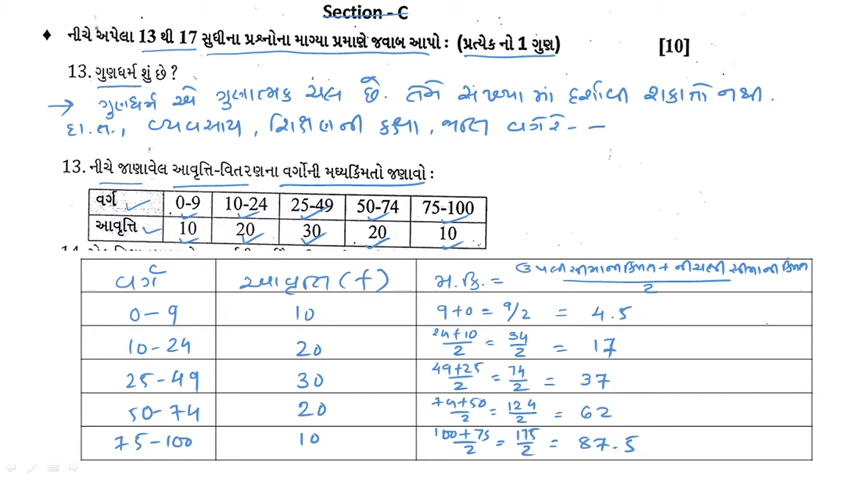 Section - C
♦ નીચે અપેલા 13 થી 17 સુધીના પ્રશ્નોના માગ્યા પ્રમાણે જવાબ આપો : (પ્રત્યેક નો 1 ગુણ) [10]
13. ગુણધર્મ શું છે ?
→ ગુણધર્મ એ ગુણાત્મક ચલ છે. તેને સંખ્યા માં દર્શાવી શકાતો નથી.
દા.ત., વ્યવસાય, શિક્ષણની કક્ષા, જાત વગેરે - -
13. નીચે જાણાવેલ આવૃત્તિ-વિતરણના વર્ગોની મધ્યકિંમતો જણાવો :
વર્ગ 0-9 10-24 25-49 50-74 75-100
આવૃત્તિ 10 20 30 20 10
વર્ગ આવૃત્તિ (f) મ.કિં. = ઉપલી સીમાની કિંમત + નીચલી સીમાની કિંમત / 2
0-9 10 9+0 = 9/2 = 4.5
10-24 20 24+10/2 = 34/2 = 17
25-49 30 49+25/2 = 74/2 = 37
50-74 20 74+50/2 = 124/2 = 62
75-100 10 100+75/2 = 175/2 = 87.5